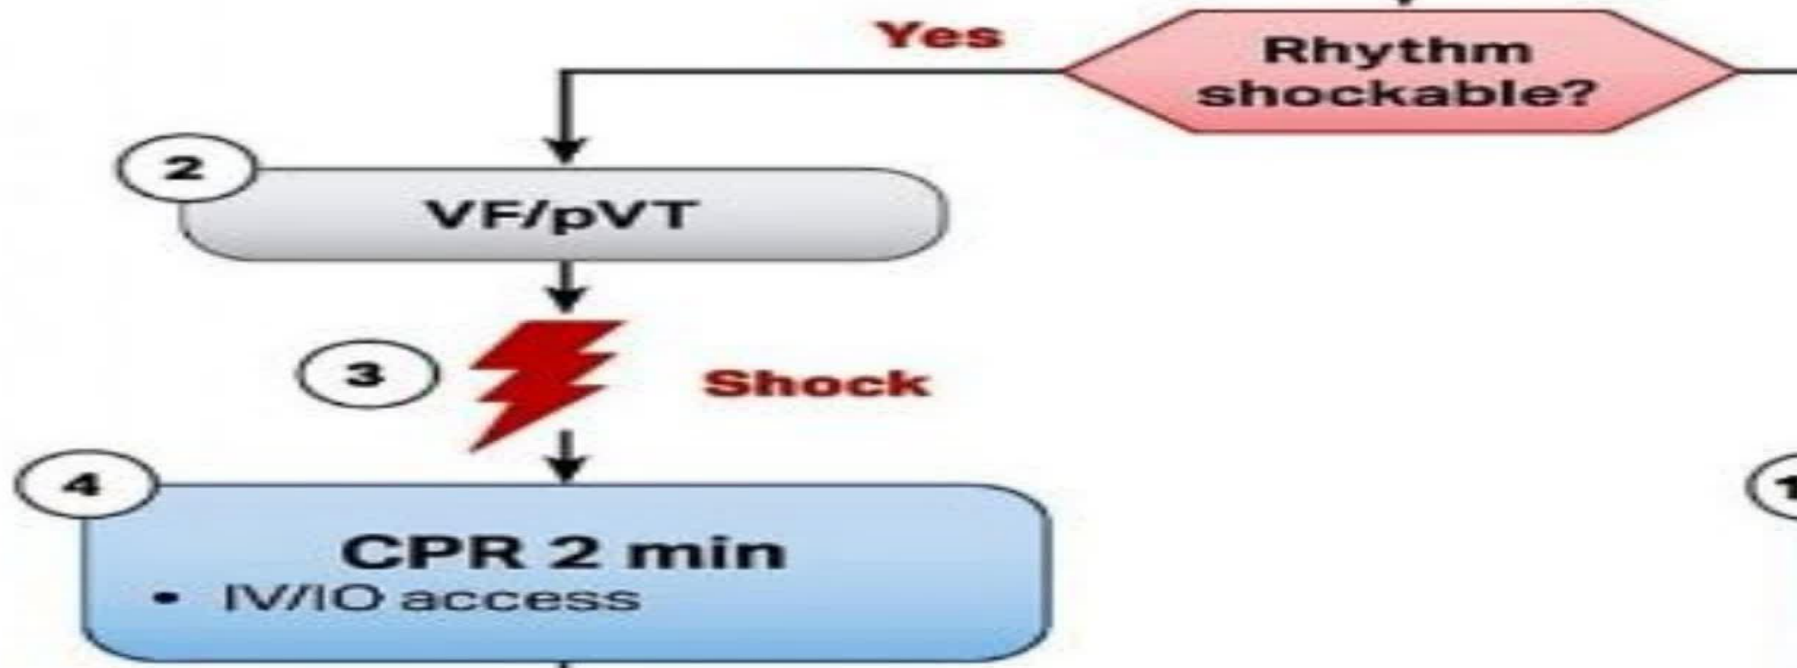 Yes
Rhythm
shockable?
2
VF/pVT
3
Shock
4
CPR 2 min
• IV/IO access